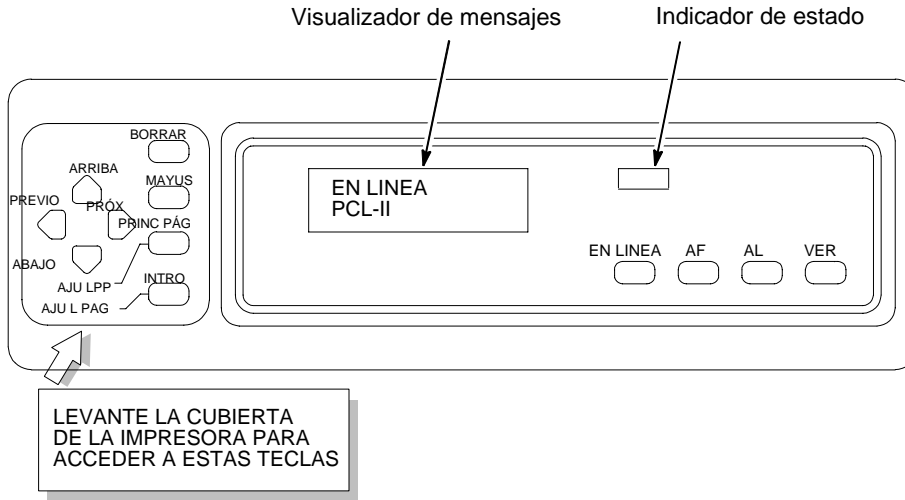 Visualizador de mensajes
Indicador de estado
BORRAR
ARRIBA
MAYUS
PREVIO
PRÓX
PRINC PÁG
ABAJO
AJU LPP
INTRO
AJU L PAG
EN LINEA
PCL-II
EN LINEA
AF
AL
VER
LEVANTE LA CUBIERTA
DE LA IMPRESORA PARA
ACCEDER A ESTAS TECLAS